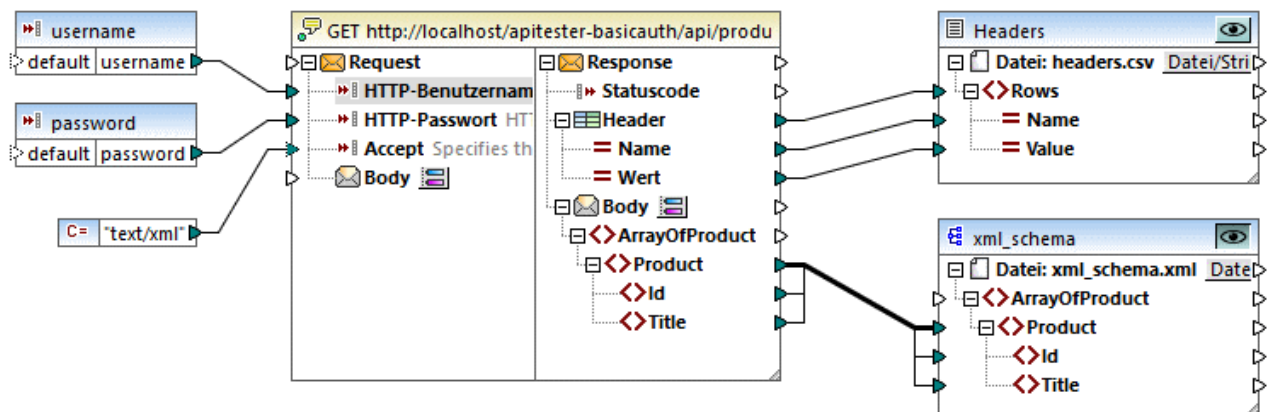 username
default username
password
default password
C= "text/xml"
GET http://localhost/apitester-basicauth/api/produ
Request
HTTP-Benutzernam
HTTP-Passwort HT
Accept Specifies th
Body
Response
Statuscode
Header
Name
Wert
Body
ArrayOfProduct
Product
Id
Title
Headers
Datei: headers.csv Datei/Stri
Rows
Name
Value
xml_schema
Datei: xml_schema.xml Date
ArrayOfProduct
Product
Id
Title